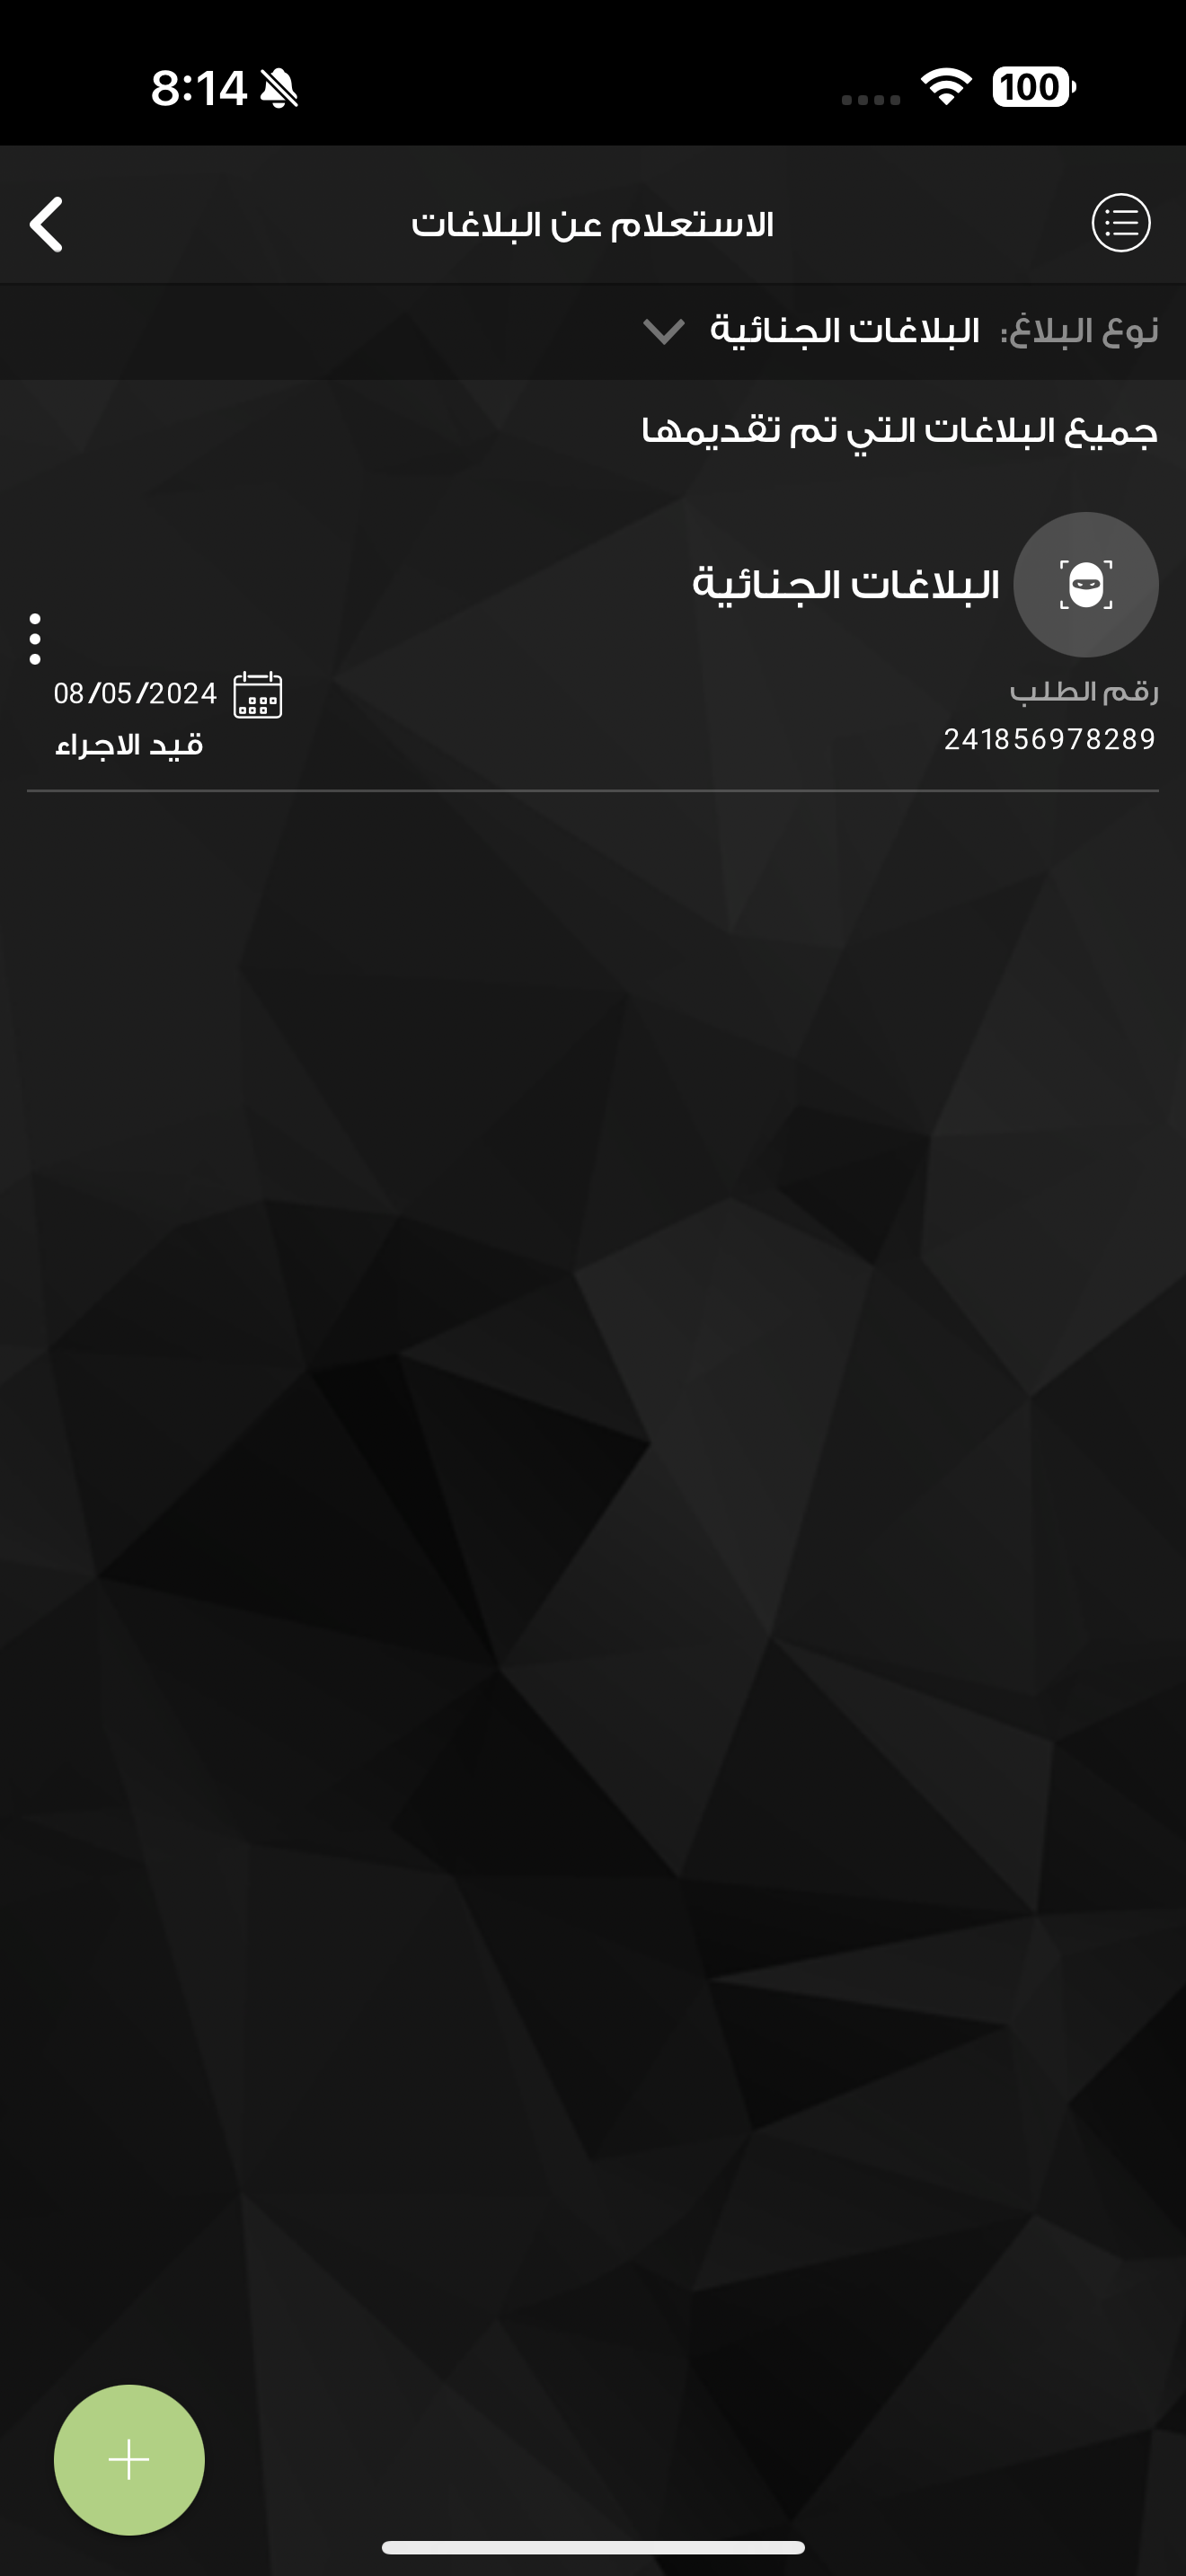 8:14
100
الاستعلام عن البلاغات
نوع البلاغ: البلاغات الجنائية
جميع البلاغات التي تم تقديمها
البلاغات الجنائية
رقم الطلب
08/05/2024
241856978289
قيد الاجراء